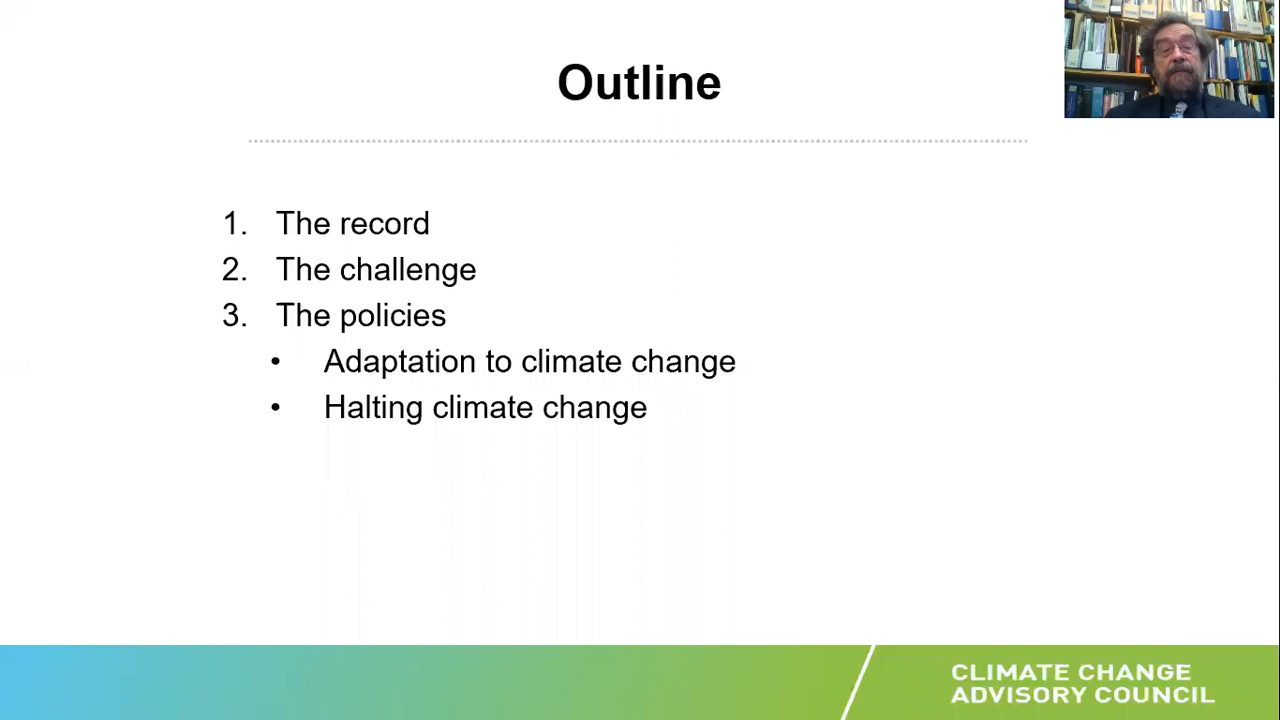 Outline
1. The record
2. The challenge
3. The policies
• Adaptation to climate change
• Halting climate change
CLIMATE CHANGE
ADVISORY COUNCIL